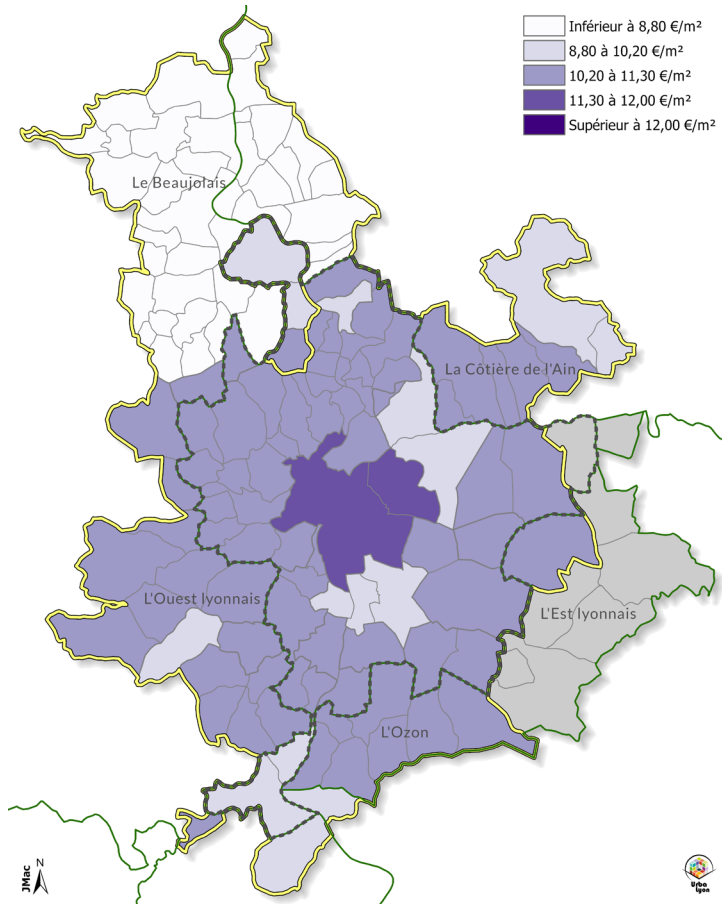 Inférieur à 8,80 €/m²
8,80 à 10,20 €/m²
10,20 à 11,30 €/m²
11,30 à 12,00 €/m²
Supérieur à 12,00 €/m²
Le Beaujolais
La Côtière de l'Ain
L'Ouest lyonnais
L'Est lyonnais
L'Ozon
JMac
N
Urba
Lyon